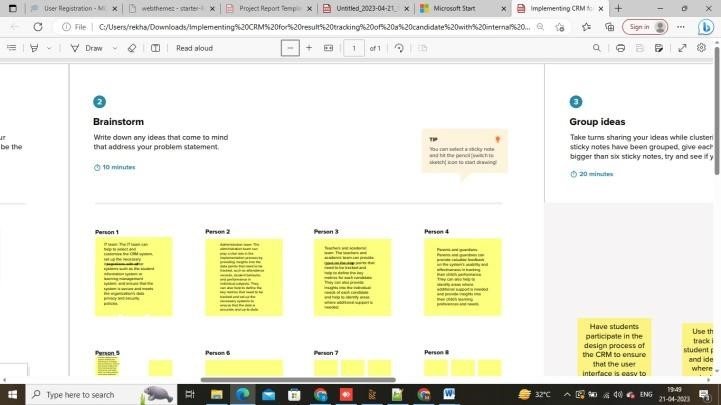 User Registration - M
webthemez - starter-
Project Report Templa
Untitled_2023-04-21_
Microsoft Start
Implementing CRM fo
File
C:/Users/rekha/Downloads/Implementing%20CRM%20for%20result%20tracking%20of%20a%20candidate%20with%20internal%20...
Sign in
Draw
Read aloud
1
of 1
2
Brainstorm
Write down any ideas that come to mind
that address your problem statement.
10 minutes
TIP
You can select a sticky note
and hit the pencil [switch to
sketch] icon to start drawing!
3
Group ideas
Take turns sharing your ideas while clusteri
sticky notes have been grouped, give each
bigger than six sticky notes, try and see if y
20 minutes
ur
be the
Person 1
Person 2
Person 3
Person 4
IT team: The IT team can
help to select and
customize the CRM system,
set up the necessary
integrations with other
systems such as the student
information system or
learning management
system, and ensure that the
system is secure and meets
the organization's data
privacy and security
policies.
Administration team: The
administration team can
play a vital role in the
implementation process by
providing insights into the
data points that need to be
tracked, such as attendance
records, student behavior,
and performance in
individual subjects. They
can also help to define the
key metrics that need to be
tracked and set up the
necessary systems to
ensure that the data is
accurate and up to date.
Teachers and academic
team: The teachers and
academic team can provide
need to be tracked and
help to define the key
metrics for each candidate.
They can also provide
insights into the individual
needs of each candidate
and help to identify areas
where additional support is
needed.
Parents and guardians:
Parents and guardians can
provide valuable feedback
on the system's usability and
effectiveness in tracking
their child's performance.
They can also help to
identify areas where
additional support is needed
and provide insights into
their child's learning
preferences and needs.
Person 5
Person 6
Person 7
Person 8
Have students
participate in the
design process of
the CRM to ensure
that the user
interface is easy to
Use th
track i
student p
and ide
where
Type here to search
32°C
ENG
19:49
21-04-2023